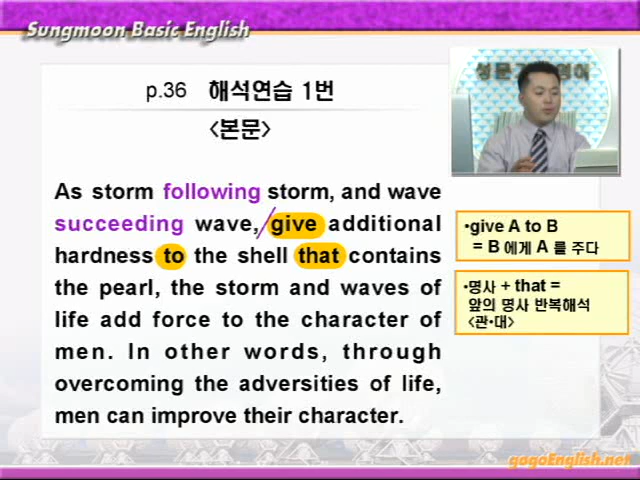 Sungmoon Basic English
p.36 해석연습 1번
<본문>
As storm following storm, and wave
succeeding wave, give additional
hardness to the shell that contains
the pearl, the storm and waves of
life add force to the character of
men. In other words, through
overcoming the adversities of life,
men can improve their character.
•give A to B
= B 에게 A 를 주다
•명사 + that =
앞의 명사 반복해석
<관•대>
gogoEnglish.net